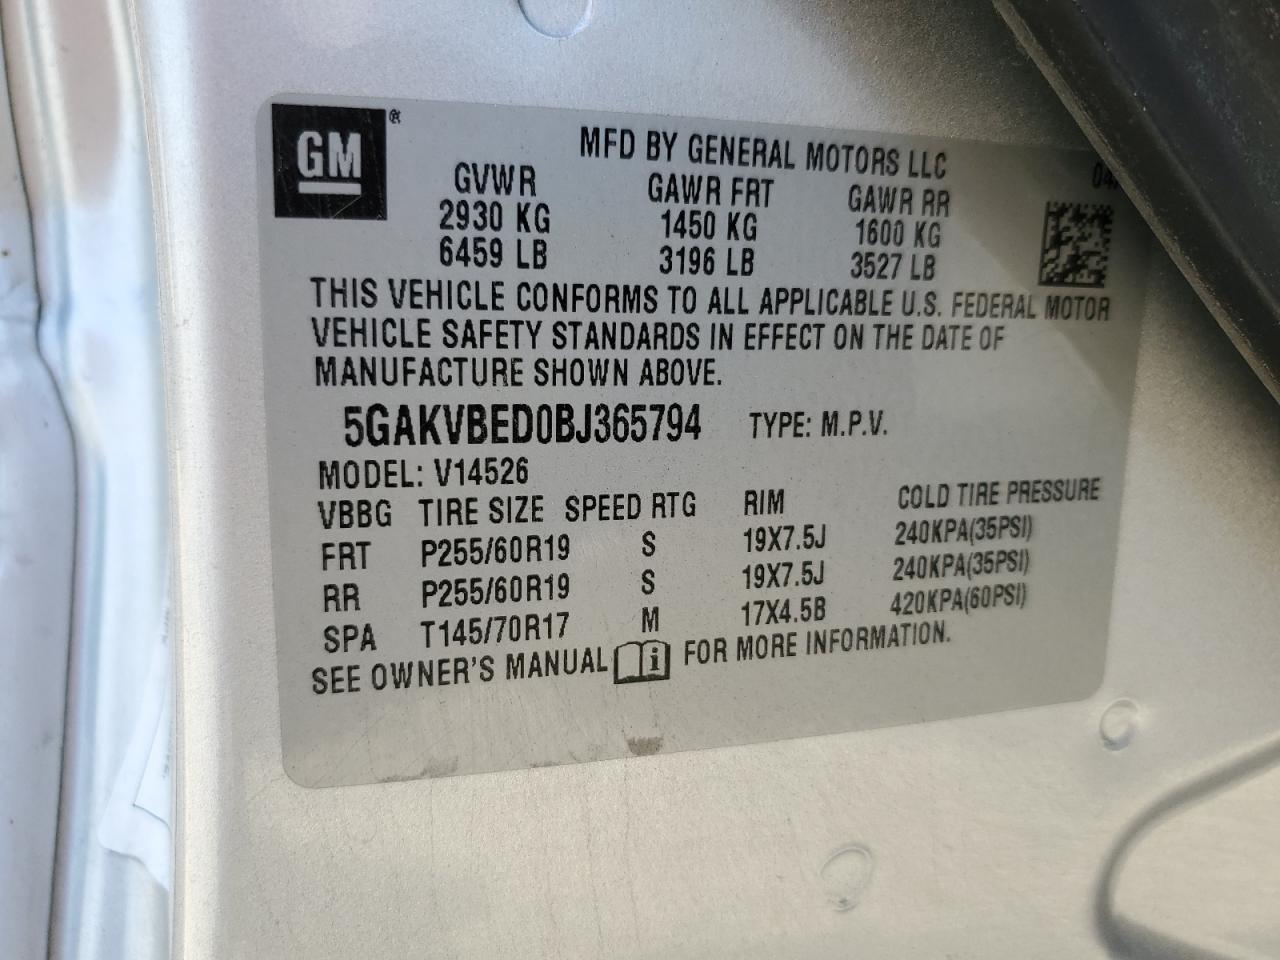 GM ®
MFD BY GENERAL MOTORS LLC
04/
GVWR GAWR FRT GAWR RR
2930 KG 1450 KG 1600 KG
6459 LB 3196 LB 3527 LB
THIS VEHICLE CONFORMS TO ALL APPLICABLE U.S. FEDERAL MOTOR
VEHICLE SAFETY STANDARDS IN EFFECT ON THE DATE OF
MANUFACTURE SHOWN ABOVE.
5GAKVBED0BJ365794 TYPE: M.P.V.
MODEL: V14526
VBBG TIRE SIZE SPEED RTG RIM COLD TIRE PRESSURE
FRT P255/60R19 S 19X7.5J 240KPA(35PSI)
RR P255/60R19 S 19X7.5J 240KPA(35PSI)
SPA T145/70R17 M 17X4.5B 420KPA(60PSI)
SEE OWNER'S MANUAL i FOR MORE INFORMATION.